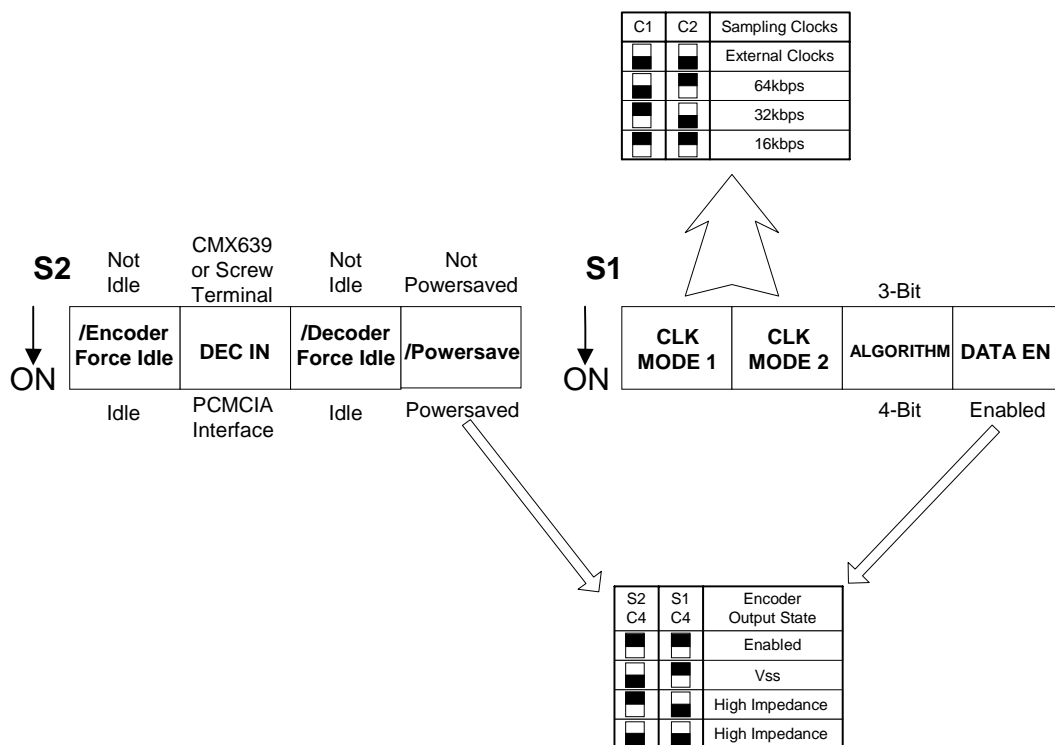 C1 C2 Sampling Clocks
External Clocks
64kbps
32kbps
16kbps
S2
Not
Idle
CMX639
or Screw
Terminal
Not
Idle
Not
Powersaved
/Encoder
Force Idle
DEC IN
/Decoder
Force Idle
/Powersave
ON
Idle
PCMCIA
Interface
Idle
Powersaved
S1
3-Bit
CLK
MODE 1
CLK
MODE 2
ALGORITHM
DATA EN
ON
4-Bit
Enabled
S2
C4
S1
C4
Encoder
Output State
Enabled
Vss
High Impedance
High Impedance